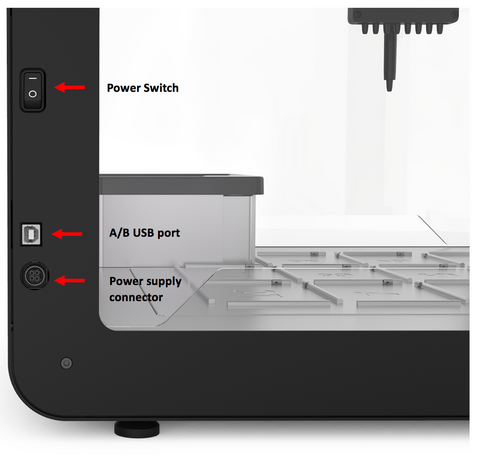 Power Switch
A/B USB port
Power supply
connector